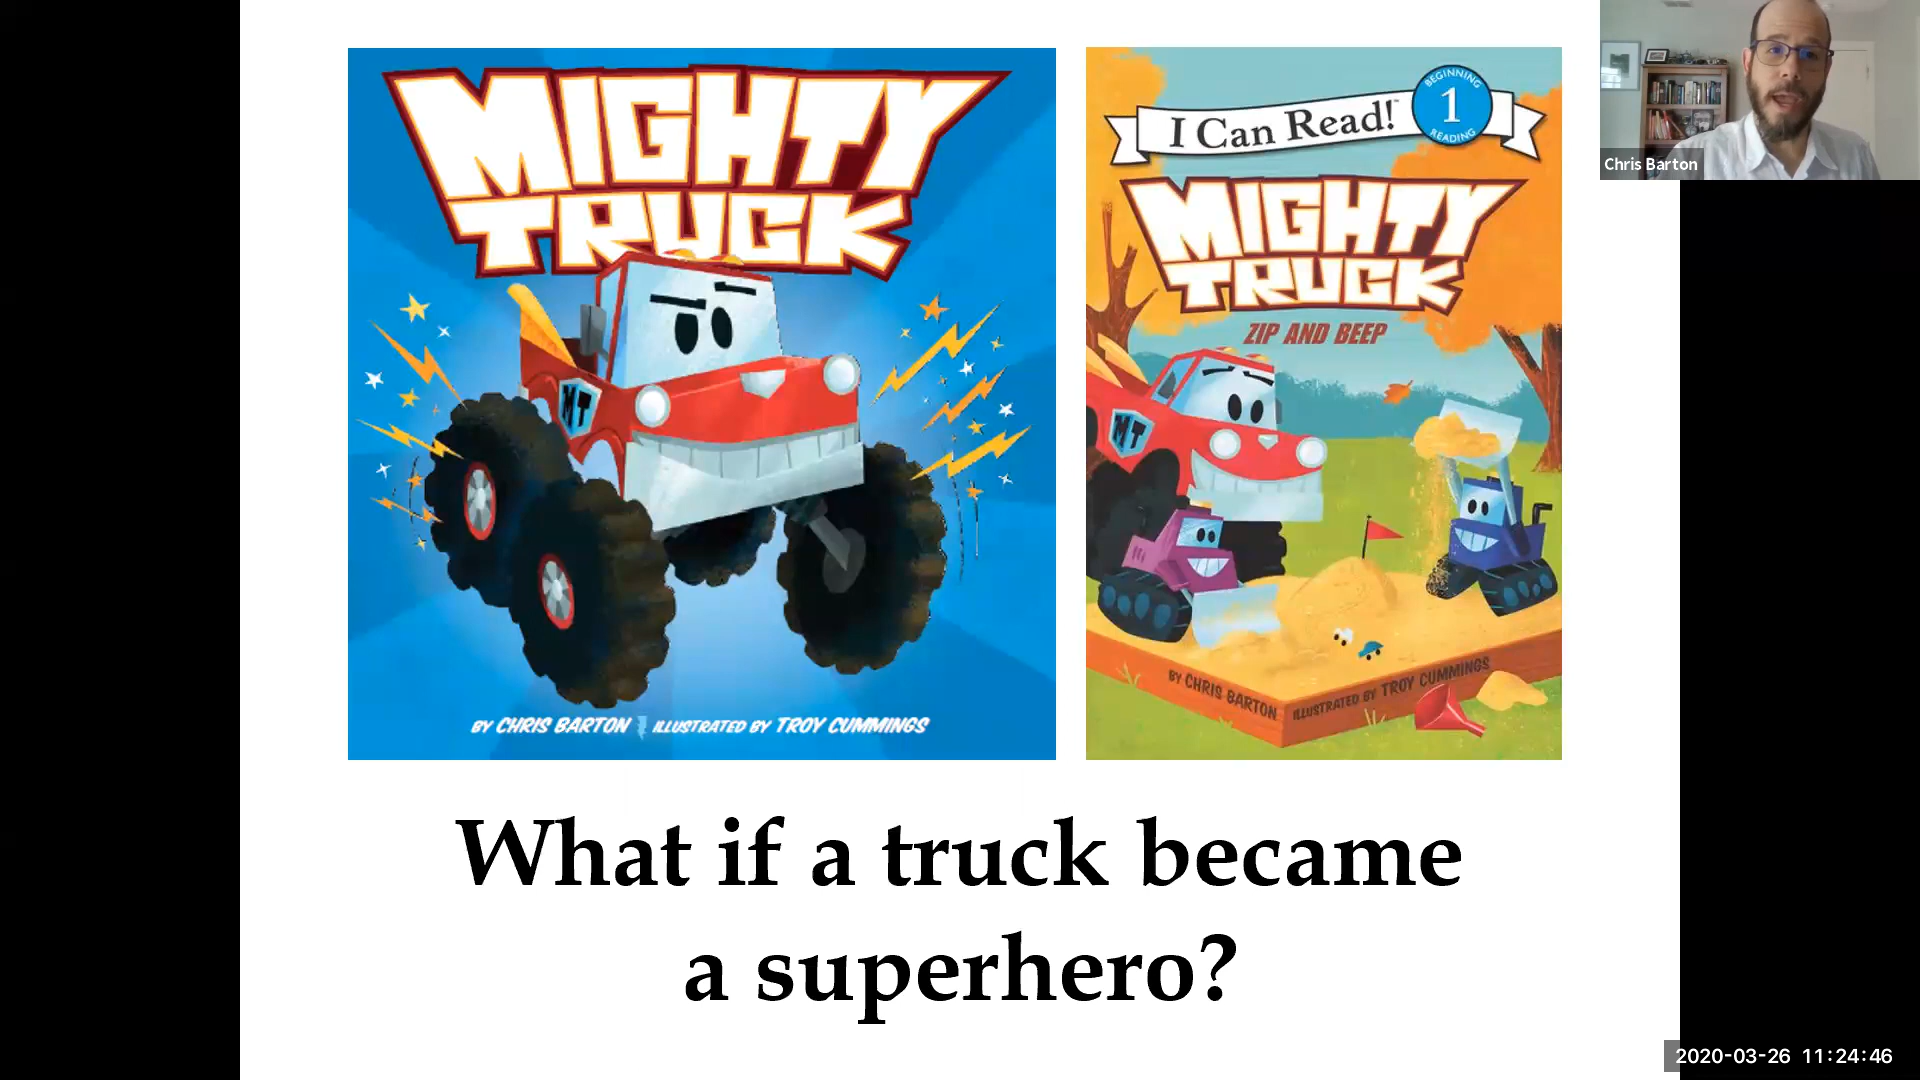 MIGHTY
TRUCK
MT
BY CHRIS BARTON ILLUSTRATED BY TROY CUMMINGS
I Can Read!™
BEGINNING
1
READING
MIGHTY
TRUCK
ZIP AND BEEP
MT
BY CHRIS BARTON ILLUSTRATED BY TROY CUMMINGS
Chris Barton
What if a truck became
a superhero?
2020-03-26 11:24:46